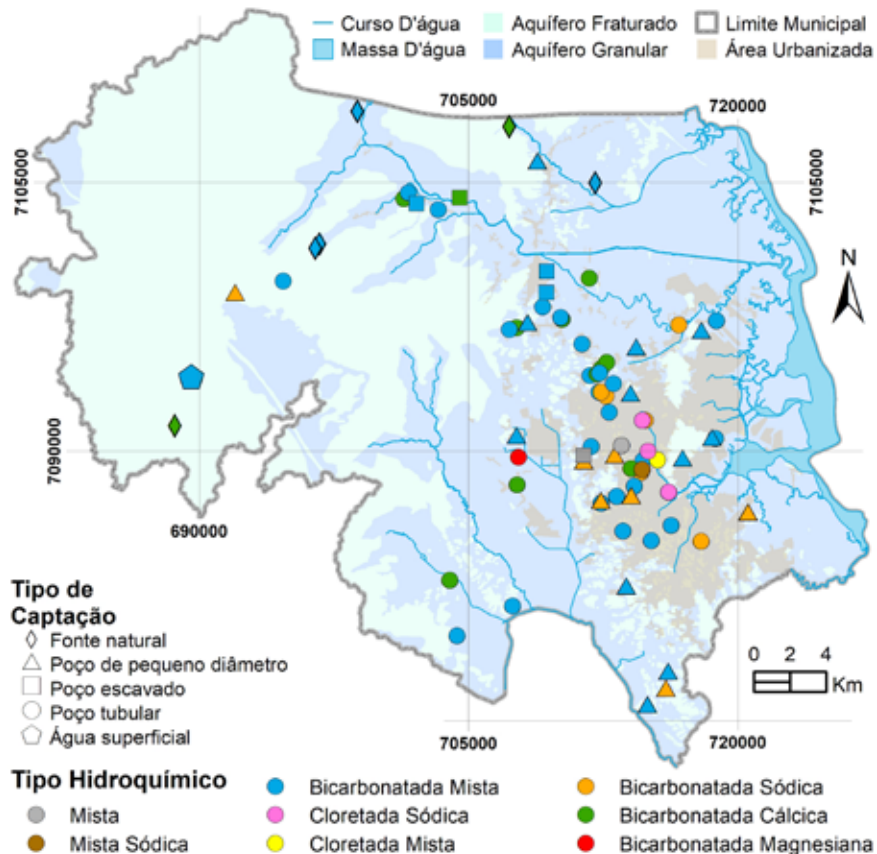 Curso D'água Aquífero Fraturado Limite Municipal
Massa D'água Aquífero Granular Área Urbanizada
705000 720000
7105000 7105000
N
7090000 7090000
690000
0 2 4
Km
705000 720000
Tipo de
Captação
Fonte natural
Poço de pequeno diâmetro
Poço escavado
Poço tubular
Água superficial
Tipo Hidroquímico
Bicarbonatada Mista Bicarbonatada Sódica
Mista Cloretada Sódica Bicarbonatada Cálcica
Mista Sódica Cloretada Mista Bicarbonatada Magnesiana